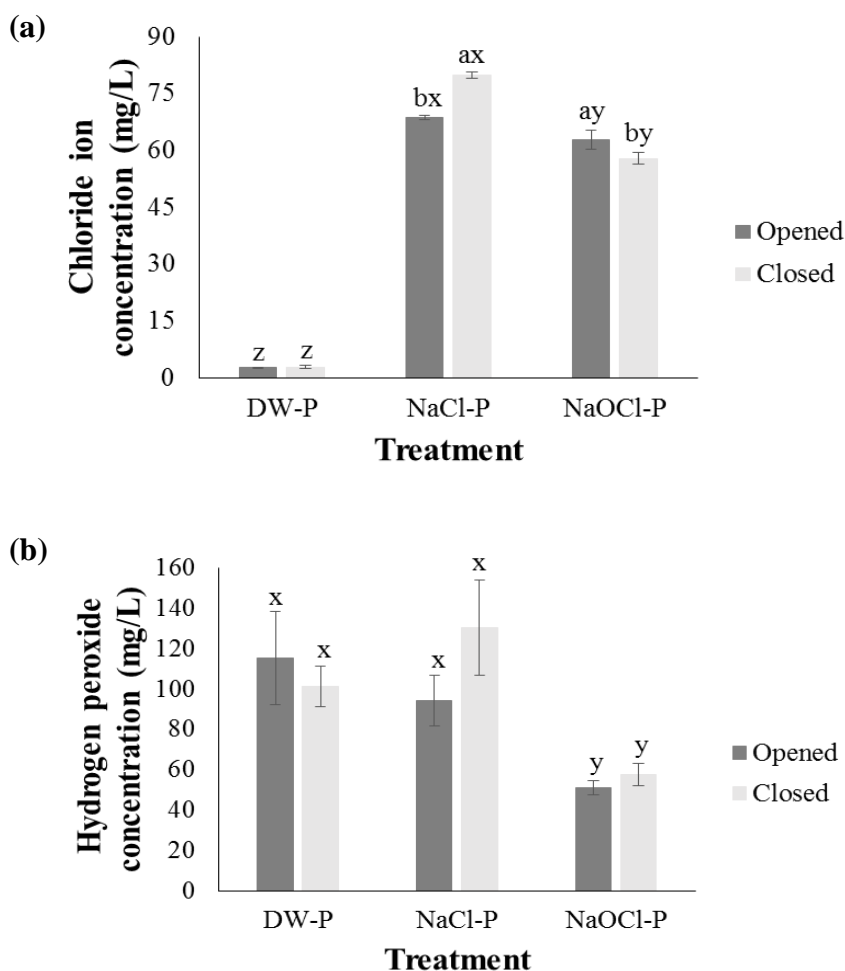 (a)
Chloride ion
concentration (mg/L)
90
75
60
45
30
15
0
z
z
bx
ax
ay
by
DW-P
NaCl-P
NaOCl-P
Treatment
Opened
Closed
(b)
Hydrogen peroxide
concentration (mg/L)
160
140
120
100
80
60
40
20
0
x
x
x
x
y
y
DW-P
NaCl-P
NaOCl-P
Treatment
Opened
Closed